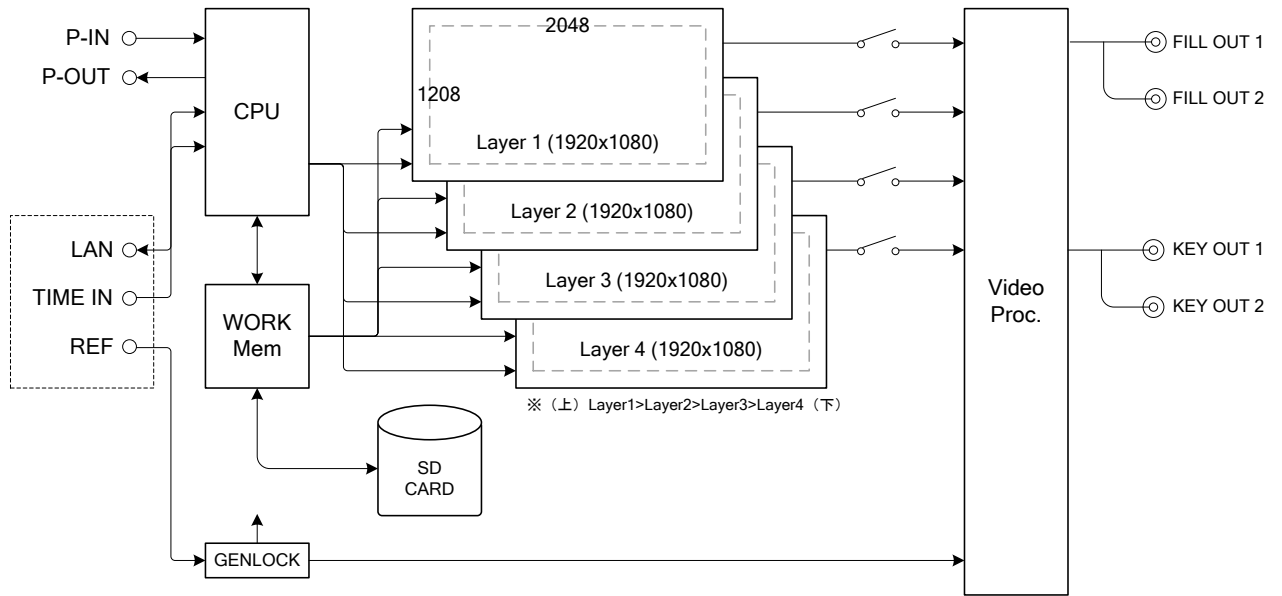 P-IN
P-OUT
CPU
LAN
TIME IN
REF
WORK
Mem
SD
CARD
GENLOCK
2048
1208
Layer 1 (1920x1080)
Layer 2 (1920x1080)
Layer 3 (1920x1080)
Layer 4 (1920x1080)
※（上）Layer1>Layer2>Layer3>Layer4（下）
Video
Proc.
FILL OUT 1
FILL OUT 2
KEY OUT 1
KEY OUT 2